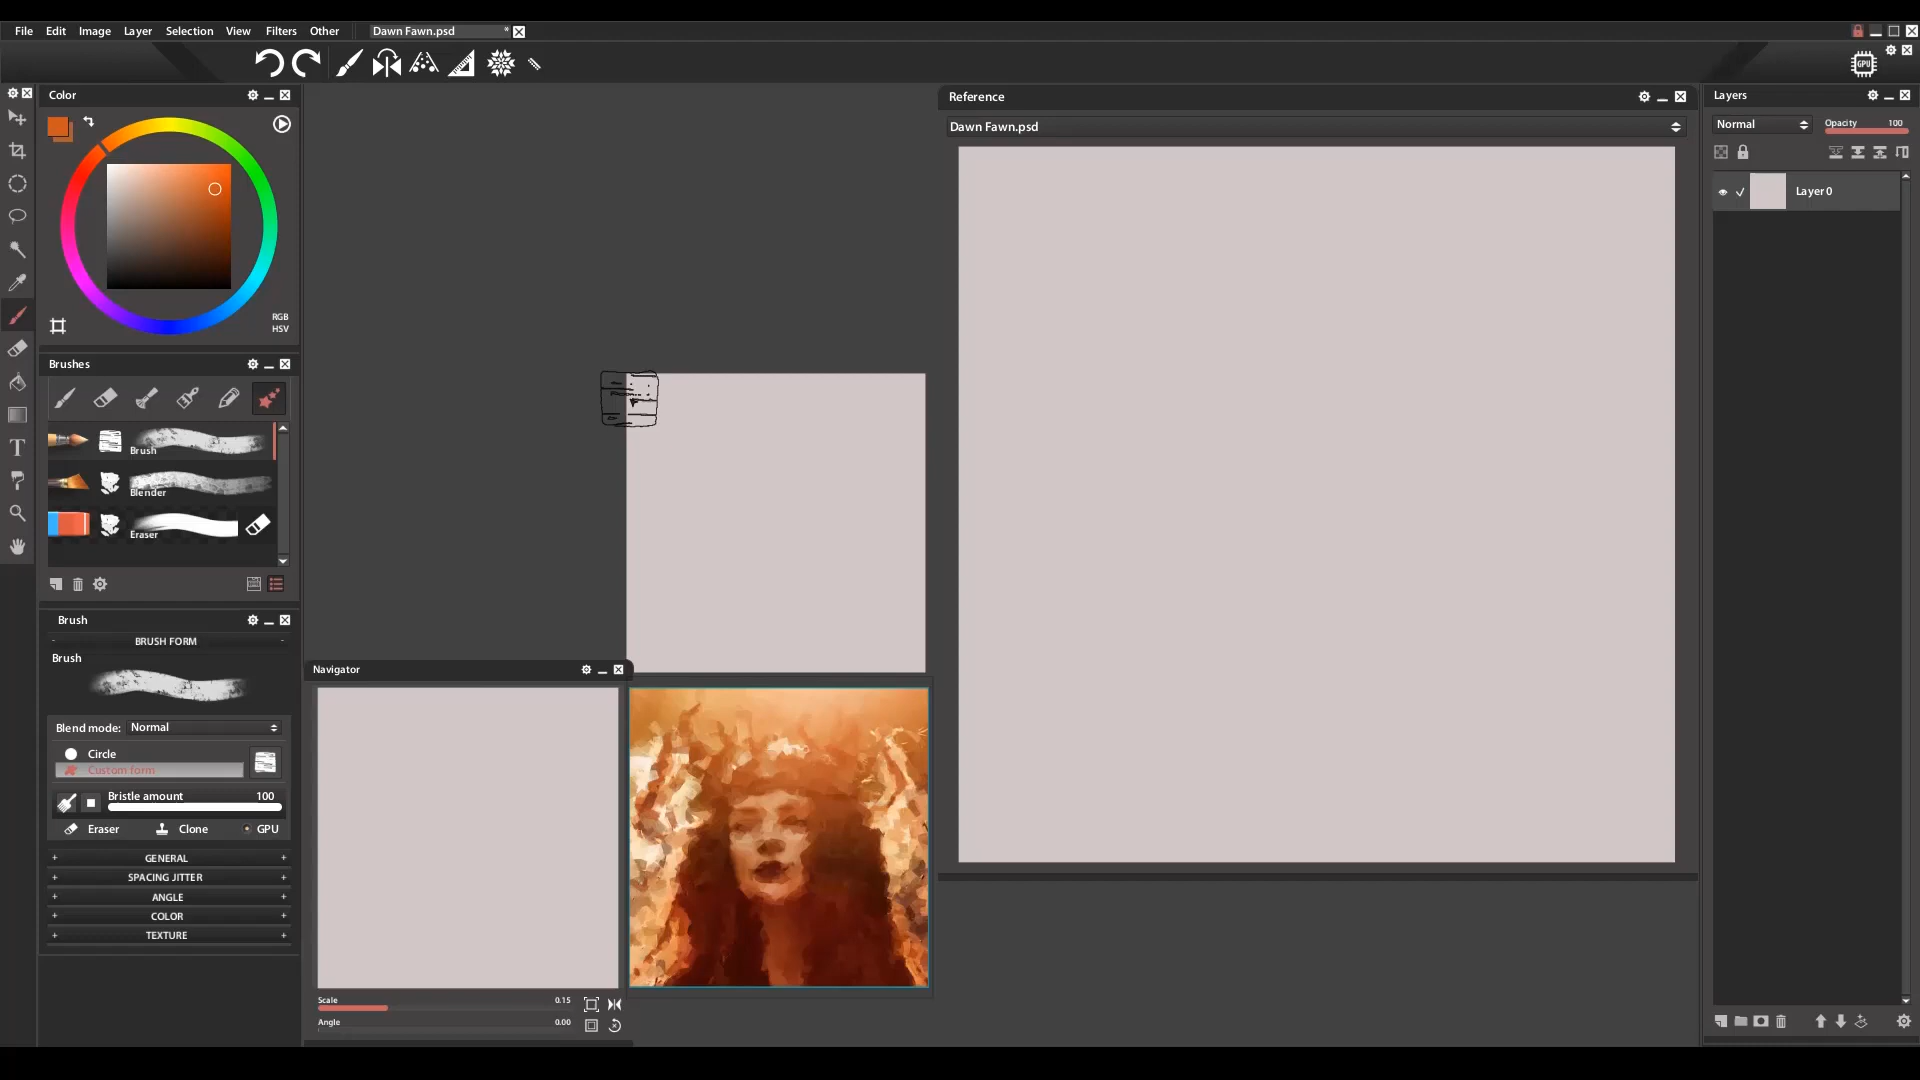 File Edit Image Layer Selection View Filters Other Dawn Fawn.psd *
GPU
Color
RGB
HSV
Brushes
Brush
Blender
Eraser
Brush
BRUSH FORM
Brush
Blend mode: Normal
Circle
Custom form
Bristle amount 100
Eraser Clone GPU
+ GENERAL +
+ SPACING JITTER +
+ ANGLE +
+ COLOR +
+ TEXTURE +
Navigator
Scale 0.15
Angle 0.00
Reference
Dawn Fawn.psd
Layers
Normal Opacity 100
Layer 0